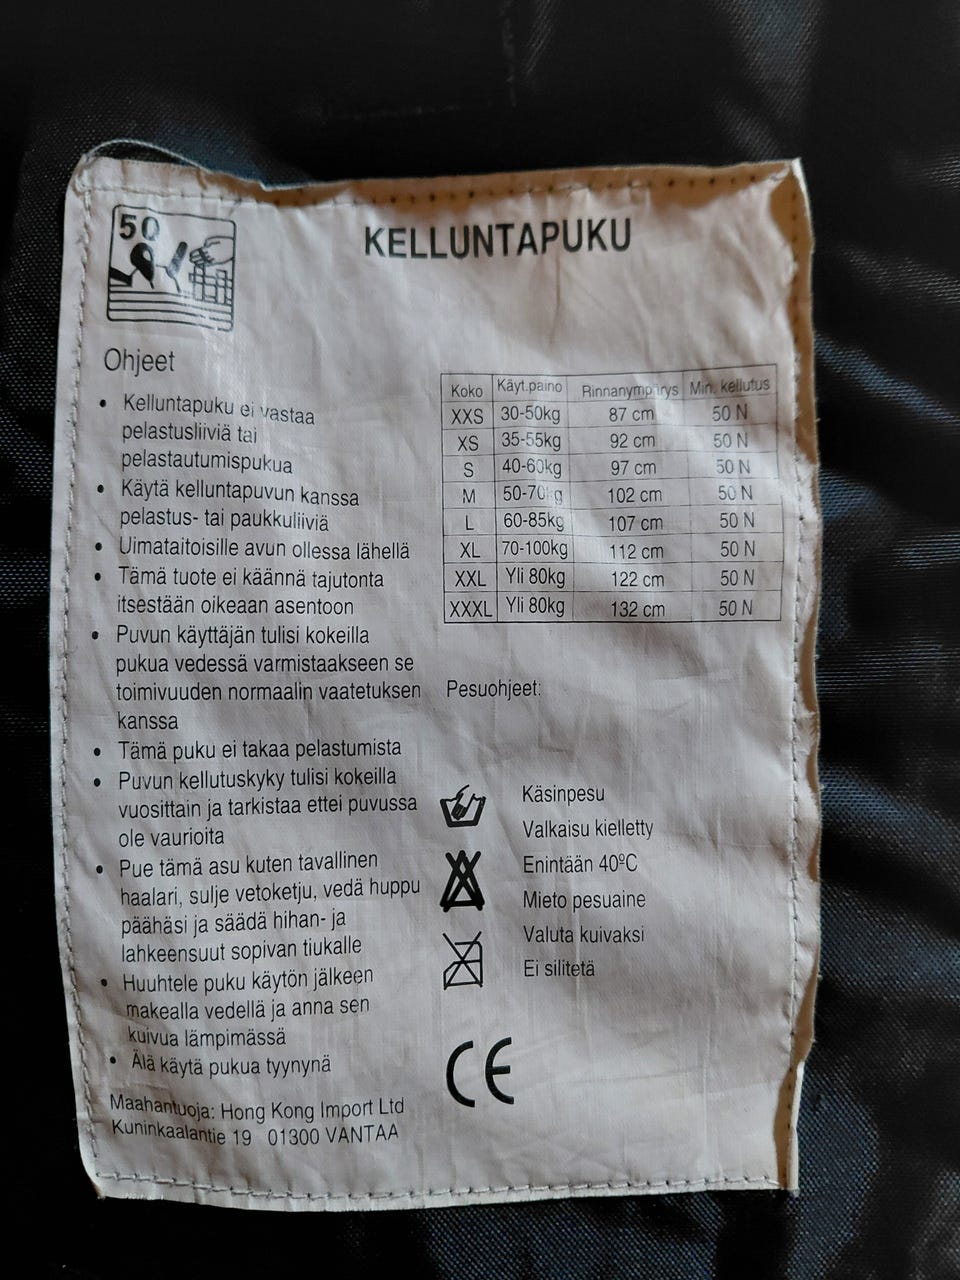 50
KELLUNTAPUKU
Ohjeet
• Kelluntapuku ei vastaa
pelastusliiviä tai
pelastautumispukua
• Käytä kelluntapuvun kanssa
pelastus- tai paukkuliiviä
• Uimataitoisille avun ollessa lähellä
• Tämä tuote ei käännä tajutonta
itsestään oikeaan asentoon
• Puvun käyttäjän tulisi kokeilla
pukua vedessä varmistaakseen se
toimivuuden normaalin vaatetuksen
kanssa
• Tämä puku ei takaa pelastumista
• Puvun kellutuskyky tulisi kokeilla
vuosittain ja tarkistaa ettei puvussa
ole vaurioita
• Pue tämä asu kuten tavallinen
haalari, sulje vetoketju, vedä huppu
päähäsi ja säädä hihan- ja
lahkeensuut sopivan tiukalle
• Huuhtele puku käytön jälkeen
makealla vedellä ja anna sen
kuivua lämpimässä
• Älä käytä pukua tyynynä
Maahantuoja: Hong Kong Import Ltd
Kuninkaalantie 19 01300 VANTAA
Koko Käyt.paino Rinnanympärys Min. kellutus
XXS 30-50kg 87 cm 50 N
XS 35-55kg 92 cm 50 N
S 40-60kg 97 cm 50 N
M 50-70kg 102 cm 50 N
L 60-85kg 107 cm 50 N
XL 70-100kg 112 cm 50 N
XXL Yli 80kg 122 cm 50 N
XXXL Yli 80kg 132 cm 50 N
Pesuohjeet:
Käsinpesu
Valkaisu kielletty
Enintään 40ºC
Mieto pesuaine
Valuta kuivaksi
Ei silitetä
CE